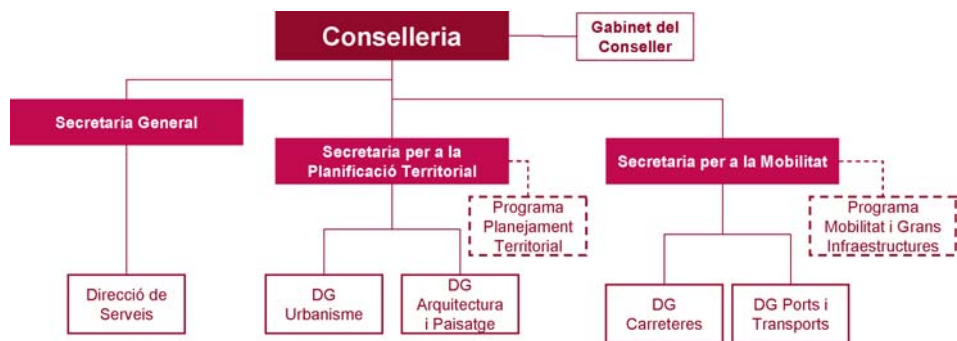 Conselleria
Gabinet del
Conseller
Secretaria General
Secretaria per a la
Planificació Territorial
Secretaria per a la Mobilitat
Programa
Planejament
Territorial
Programa
Mobilitat i Grans
Infraestructures
Direcció de
Serveis
DG
Urbanisme
DG
Arquitectura
i Paisatge
DG
Carreteres
DG Ports i
Transports